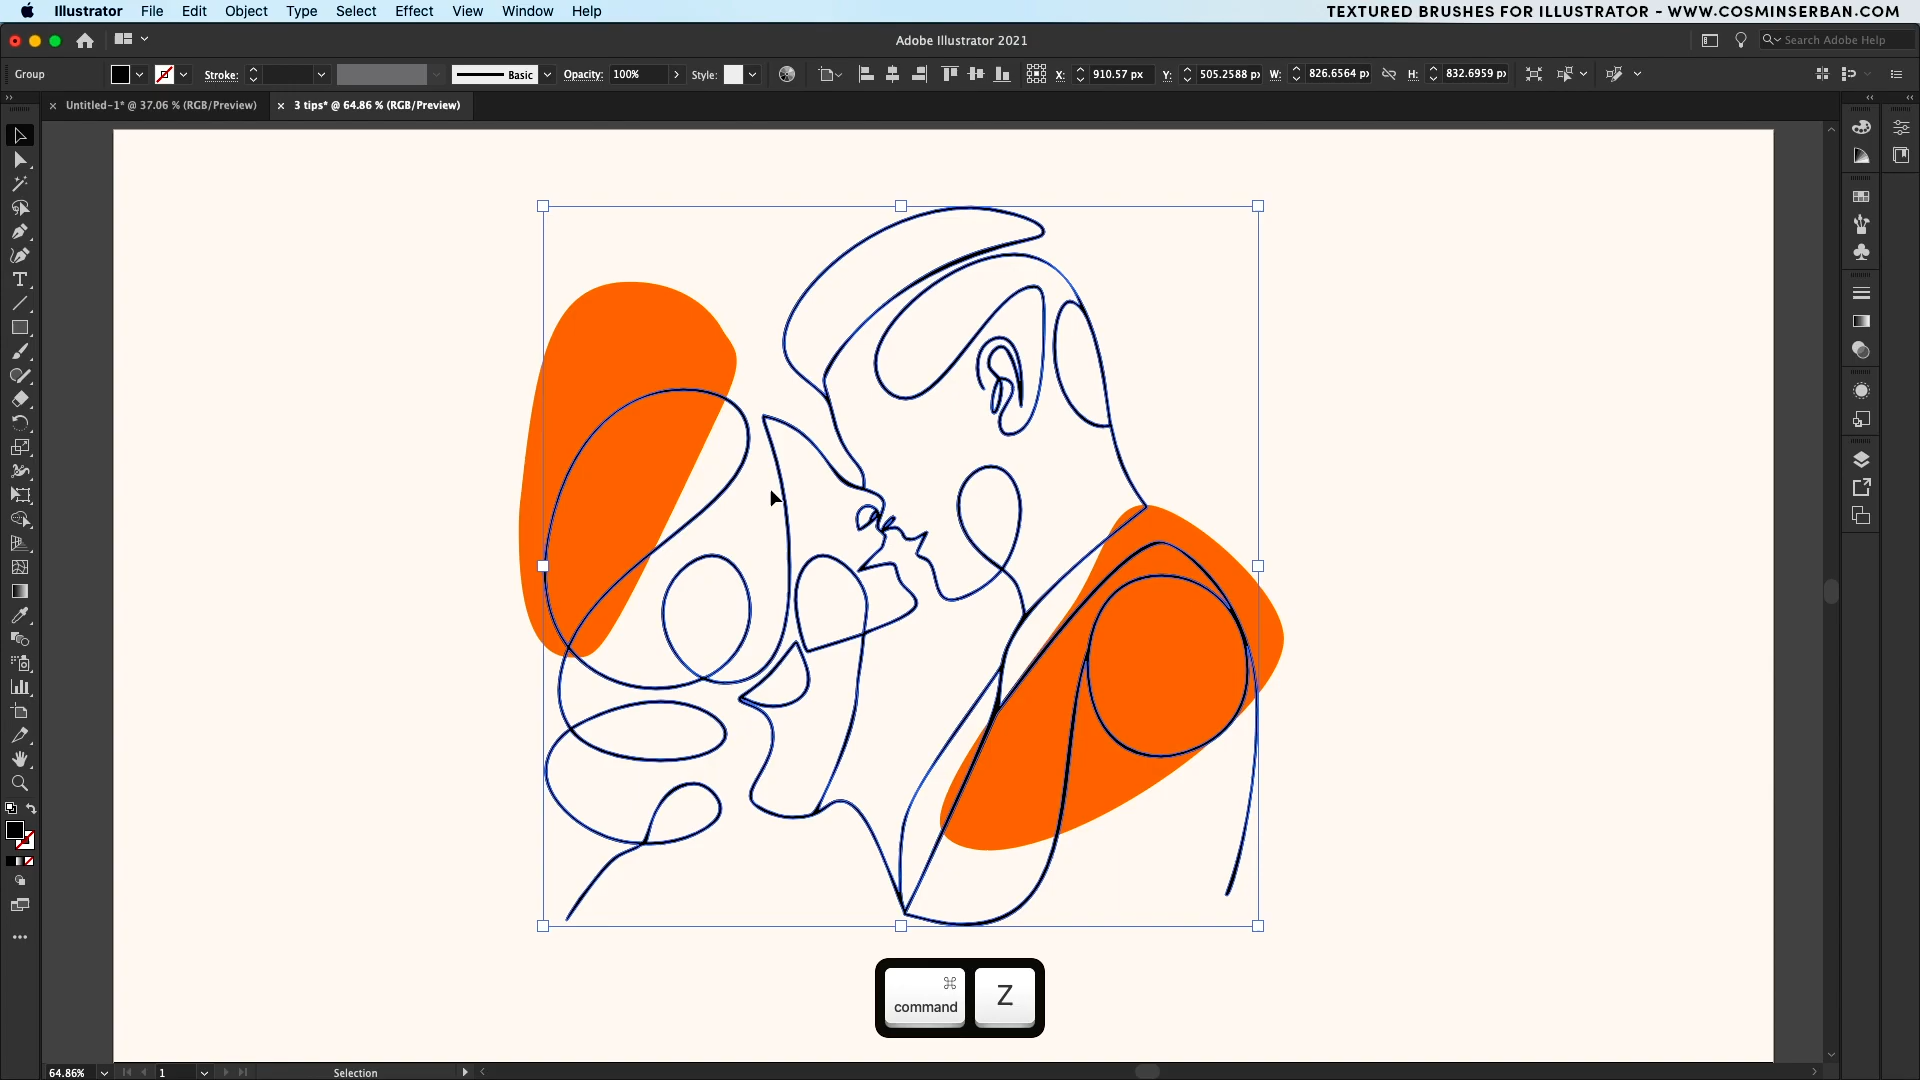 Illustrator File Edit Object Type Select Effect View Window Help
TEXTURED BRUSHES FOR ILLUSTRATOR - WWW.COSMINSERBAN.COM
Adobe Illustrator 2021
Search Adobe Help
Group Stroke: Basic Opacity: 100% Style: X: 910.57 px Y: 505.2588 px W: 826.6564 px H: 832.6959 px
Untitled-1* @ 37.06 % (RGB/Preview) 3 tips* @ 64.86 % (RGB/Preview)
⌘
command Z
64.86% 1 Selection